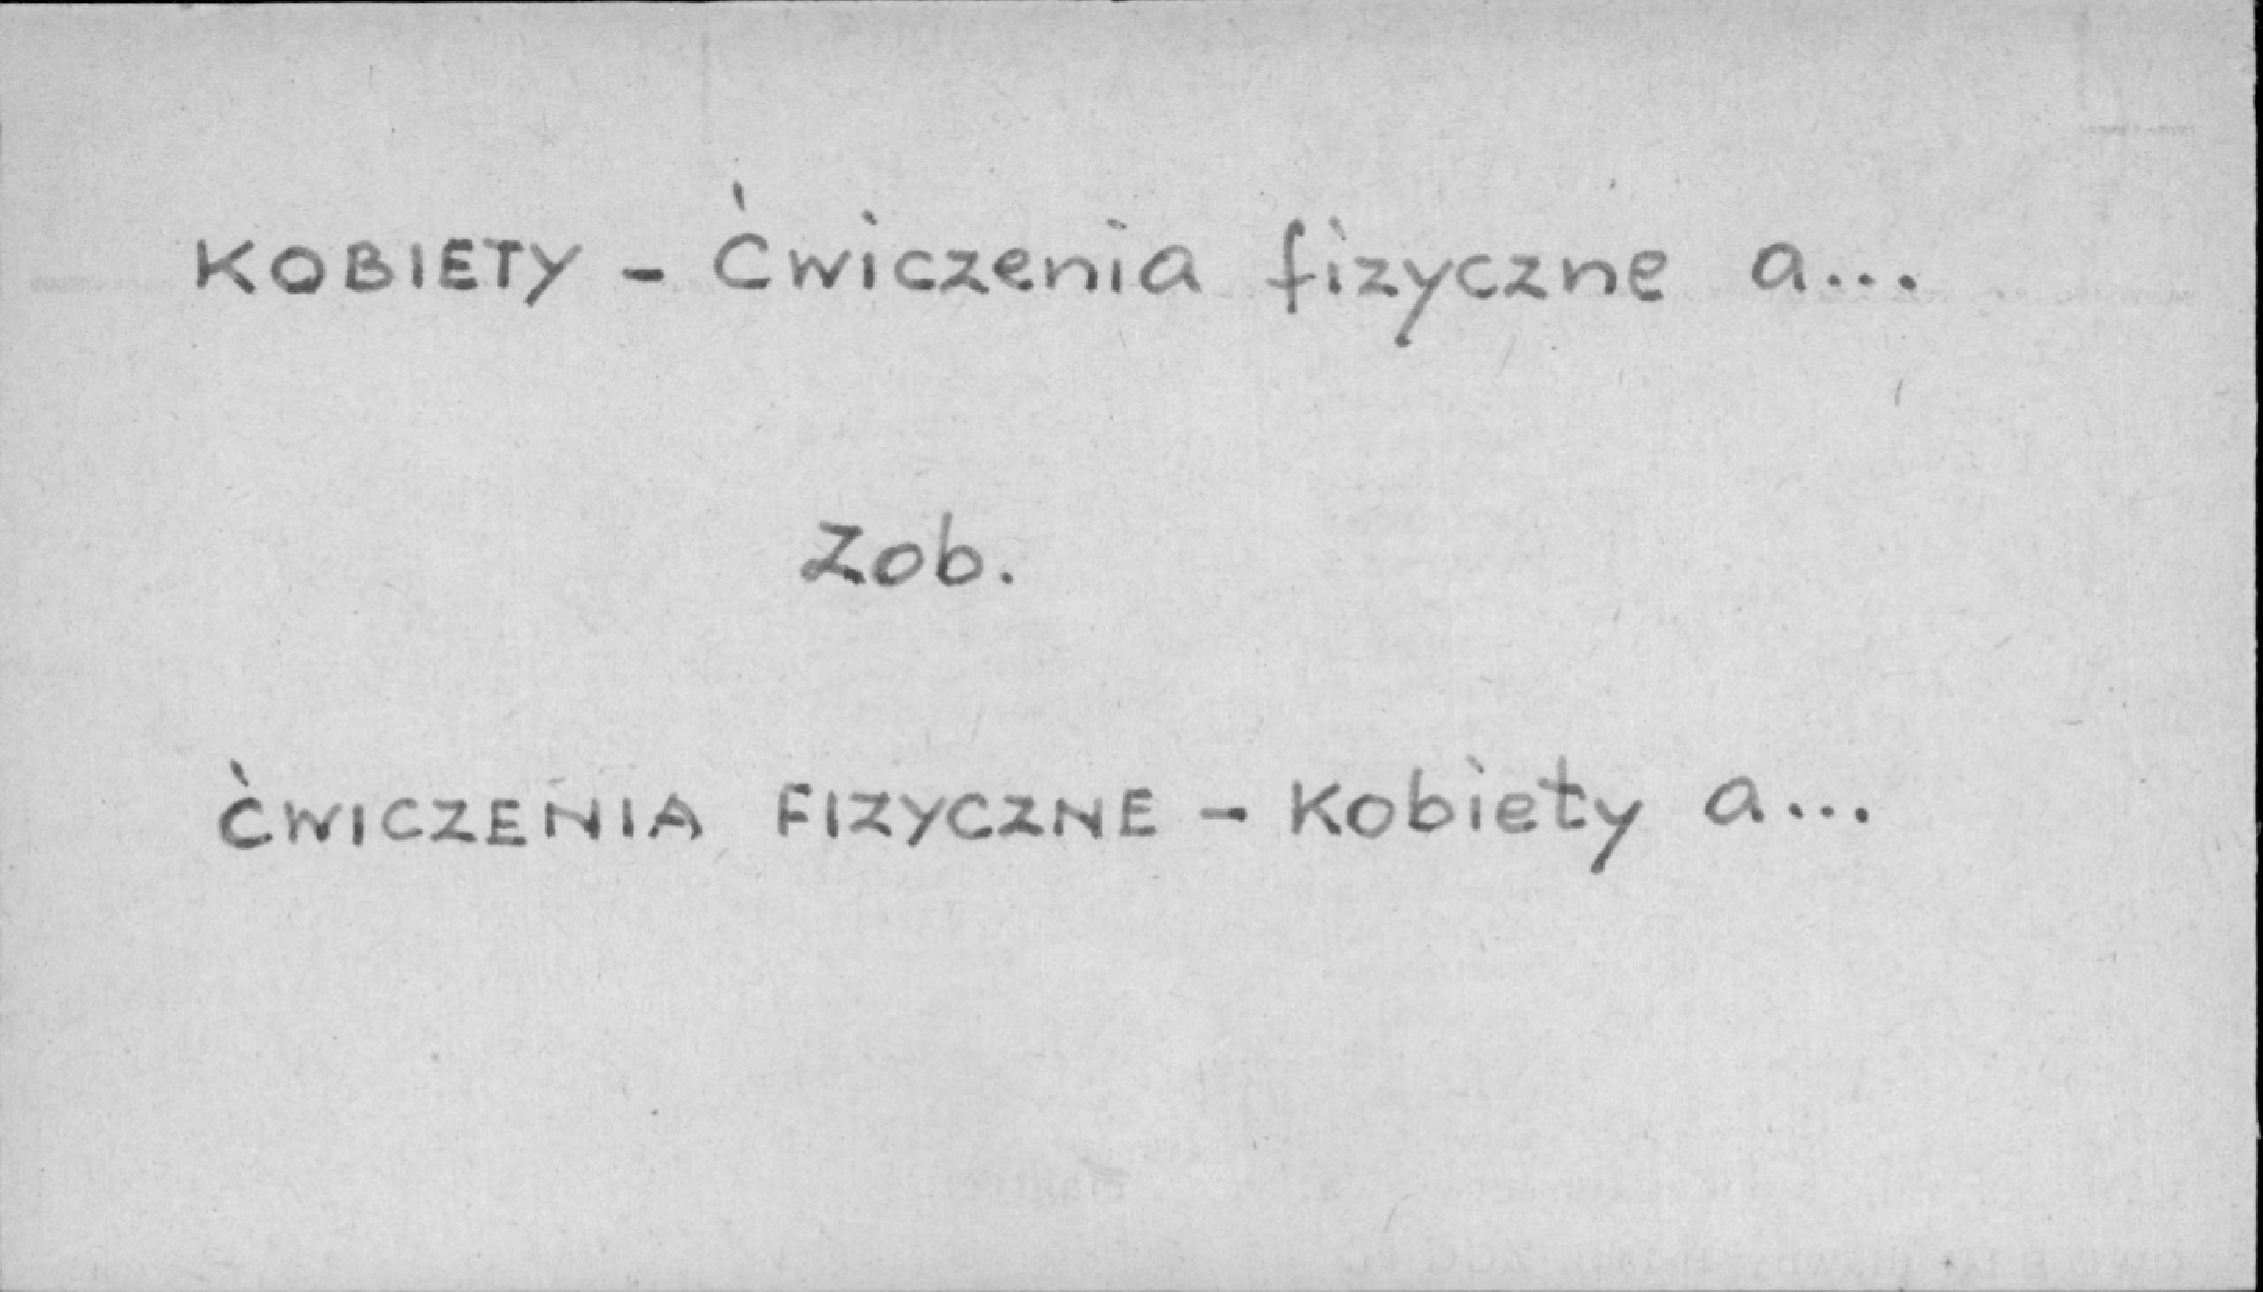 KOBIETY - Ćwiczenia fizyczne a...
Zob.
ĆWICZENIA FIZYCZNE - Kobiety a...